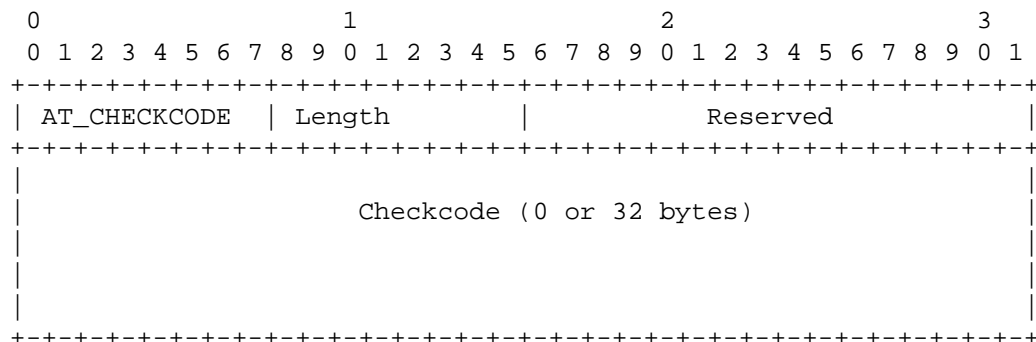 0                   1                   2                   3
 0 1 2 3 4 5 6 7 8 9 0 1 2 3 4 5 6 7 8 9 0 1 2 3 4 5 6 7 8 9 0 1
+-+-+-+-+-+-+-+-+-+-+-+-+-+-+-+-+-+-+-+-+-+-+-+-+-+-+-+-+-+-+-+-+
| AT_CHECKCODE  | Length        |           Reserved            |
+-+-+-+-+-+-+-+-+-+-+-+-+-+-+-+-+-+-+-+-+-+-+-+-+-+-+-+-+-+-+-+-+
|                                                               |
|                     Checkcode (0 or 32 bytes)                 |
|                                                               |
|                                                               |
|                                                               |
+-+-+-+-+-+-+-+-+-+-+-+-+-+-+-+-+-+-+-+-+-+-+-+-+-+-+-+-+-+-+-+-+